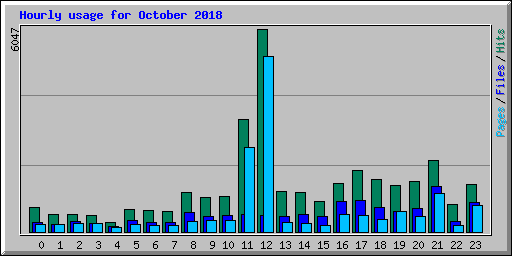 Hourly usage for October 2018
6047
Pages / Files / Hits
0 1 2 3 4 5 6 7 8 9 10 11 12 13 14 15 16 17 18 19 20 21 22 23